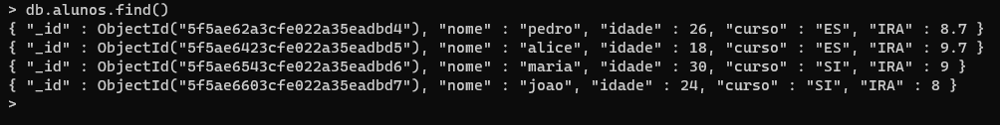 > db.alunos.find()
{ "_id" : ObjectId("5f5ae62a3cfe022a35eadbd4"), "nome" : "pedro", "idade" : 26, "curso" : "ES", "IRA" : 8.7 }
{ "_id" : ObjectId("5f5ae6423cfe022a35eadbd5"), "nome" : "alice", "idade" : 18, "curso" : "ES", "IRA" : 9.7 }
{ "_id" : ObjectId("5f5ae6543cfe022a35eadbd6"), "nome" : "maria", "idade" : 30, "curso" : "SI", "IRA" : 9 }
{ "_id" : ObjectId("5f5ae6603cfe022a35eadbd7"), "nome" : "joao", "idade" : 24, "curso" : "SI", "IRA" : 8 }
>